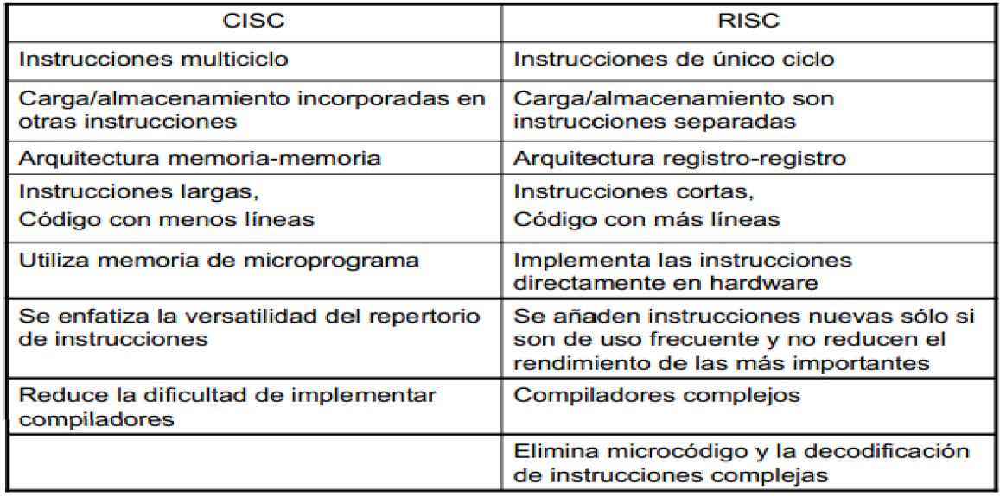 CISC
RISC
Instrucciones multiciclo
Instrucciones de único ciclo
Carga/almacenamiento incorporadas en
otras instrucciones
Carga/almacenamiento son
instrucciones separadas
Arquitectura memoria-memoria
Arquitectura registro-registro
Instrucciones largas,
Código con menos líneas
Instrucciones cortas,
Código con más líneas
Utiliza memoria de microprograma
Implementa las instrucciones
directamente en hardware
Se enfatiza la versatilidad del repertorio
de instrucciones
Se añaden instrucciones nuevas sólo si
son de uso frecuente y no reducen el
rendimiento de las más importantes
Reduce la dificultad de implementar
compiladores
Compiladores complejos
Elimina microcódigo y la decodificación
de instrucciones complejas